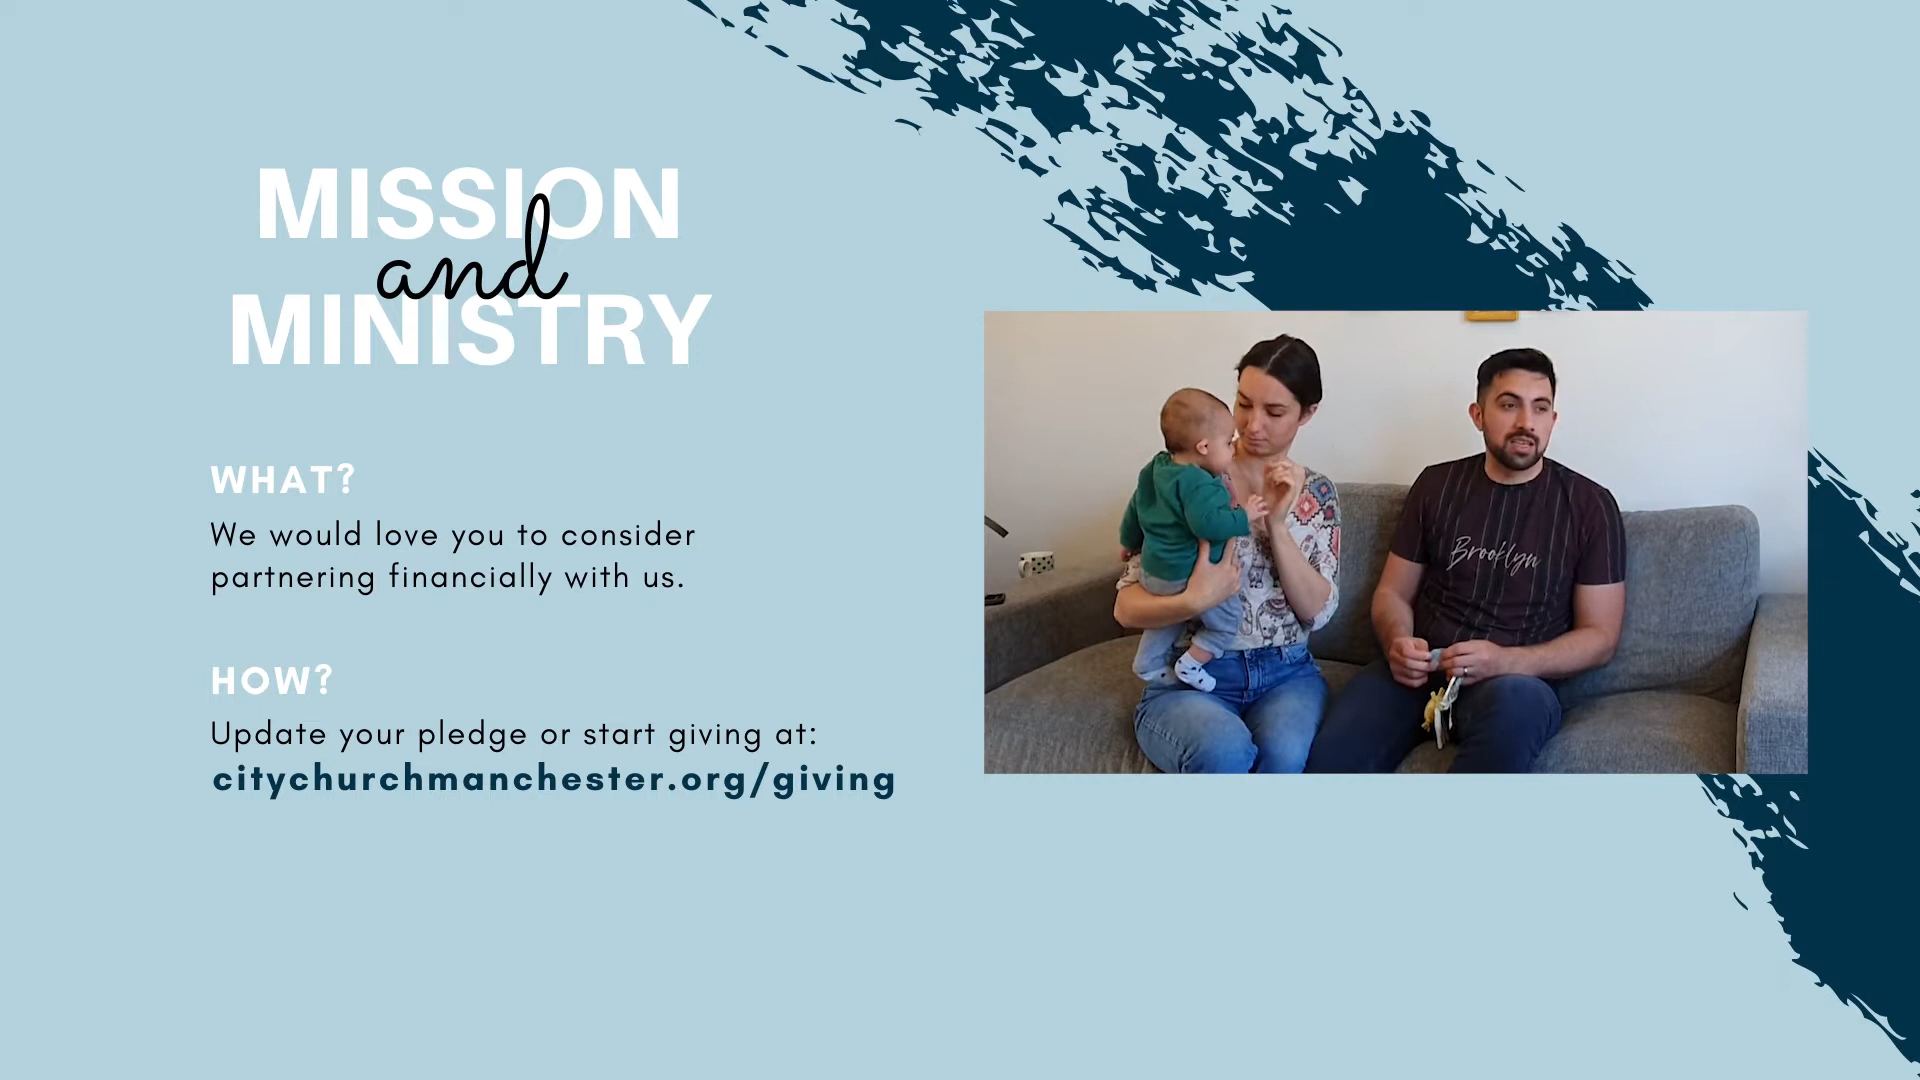 MISSION
and
MINISTRY
WHAT?
We would love you to consider
partnering financially with us.
HOW?
Update your pledge or start giving at:
citychurchmanchester.org/giving
Brooklyn